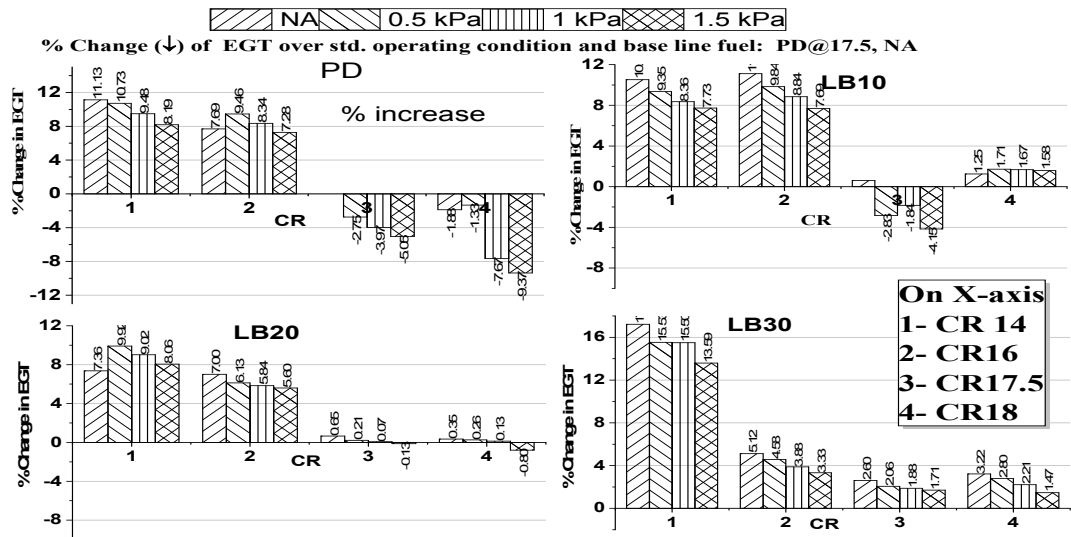 NA 0.5 kPa 1 kPa 1.5 kPa
% Change (↓) of EGT over std. operating condition and base line fuel: PD@17.5, NA
PD
% increase
%Change in EGT
12
8
4
0
-4
-8
-12
11.13 10.73 9.48 8.19
7.69 9.46 8.34 7.28
-2.75 -3.97 -5.05
-1.88 -1.33 -7.67 -9.37
1 2 3 4
CR
LB10
%Change in EGT
12
8
4
0
-4
-8
10. 9.35 8.36 7.73
1 9.84 8.84 7.69
-2.83 -1.84 -4.15
1.25 1.71 1.67 1.58
1 2 3 4
CR
On X-axis
1- CR 14
2- CR16
3- CR17.5
4- CR18
LB20
%Change in EGT
12
8
4
0
-4
-8
7.36 9.9 9.02 8.06
7.00 6.13 5.84 5.60
0.65 0.21 0.07 -0.13
0.35 0.26 0.13 -0.80
1 2 3 4
CR
LB30
%Change in EGT
16
12
8
4
0
1 15.5 15.50 13.59
5.12 4.58 3.88 3.33
2.60 2.06 1.88 1.71
3.22 2.80 2.21 1.47
1 2 3 4
CR